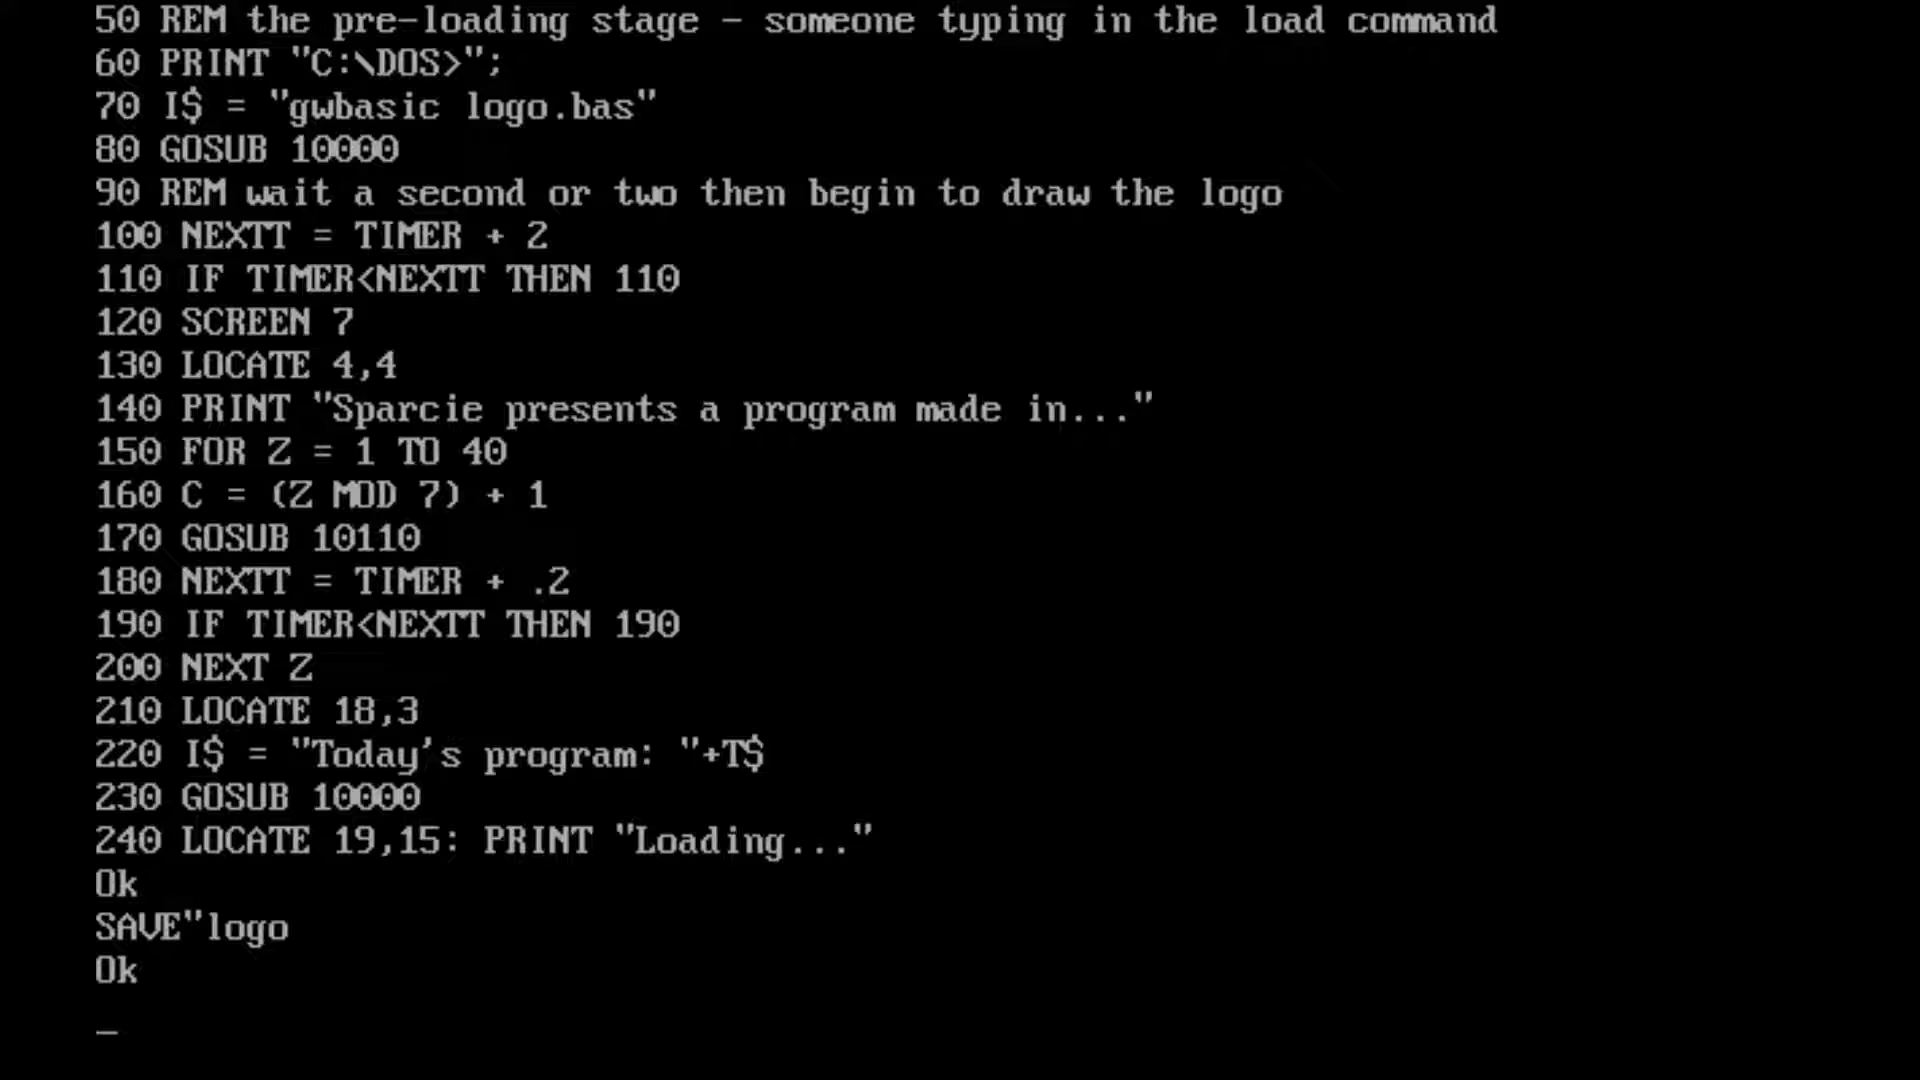 50 REM the pre-loading stage - someone typing in the load command
60 PRINT "C:\DOS>";
70 I$ = "gwbasic logo.bas"
80 GOSUB 10000
90 REM wait a second or two then begin to draw the logo
100 NEXTT = TIMER + 2
110 IF TIMER<NEXTT THEN 110
120 SCREEN 7
130 LOCATE 4,4
140 PRINT "Sparcie presents a program made in..."
150 FOR Z = 1 TO 40
160 C = (Z MOD 7) + 1
170 GOSUB 10110
180 NEXTT = TIMER + .2
190 IF TIMER<NEXTT THEN 190
200 NEXT Z
210 LOCATE 18,3
220 I$ = "Today's program: "+T$
230 GOSUB 10000
240 LOCATE 19,15: PRINT "Loading..."
Ok
SAVE"logo
Ok
_